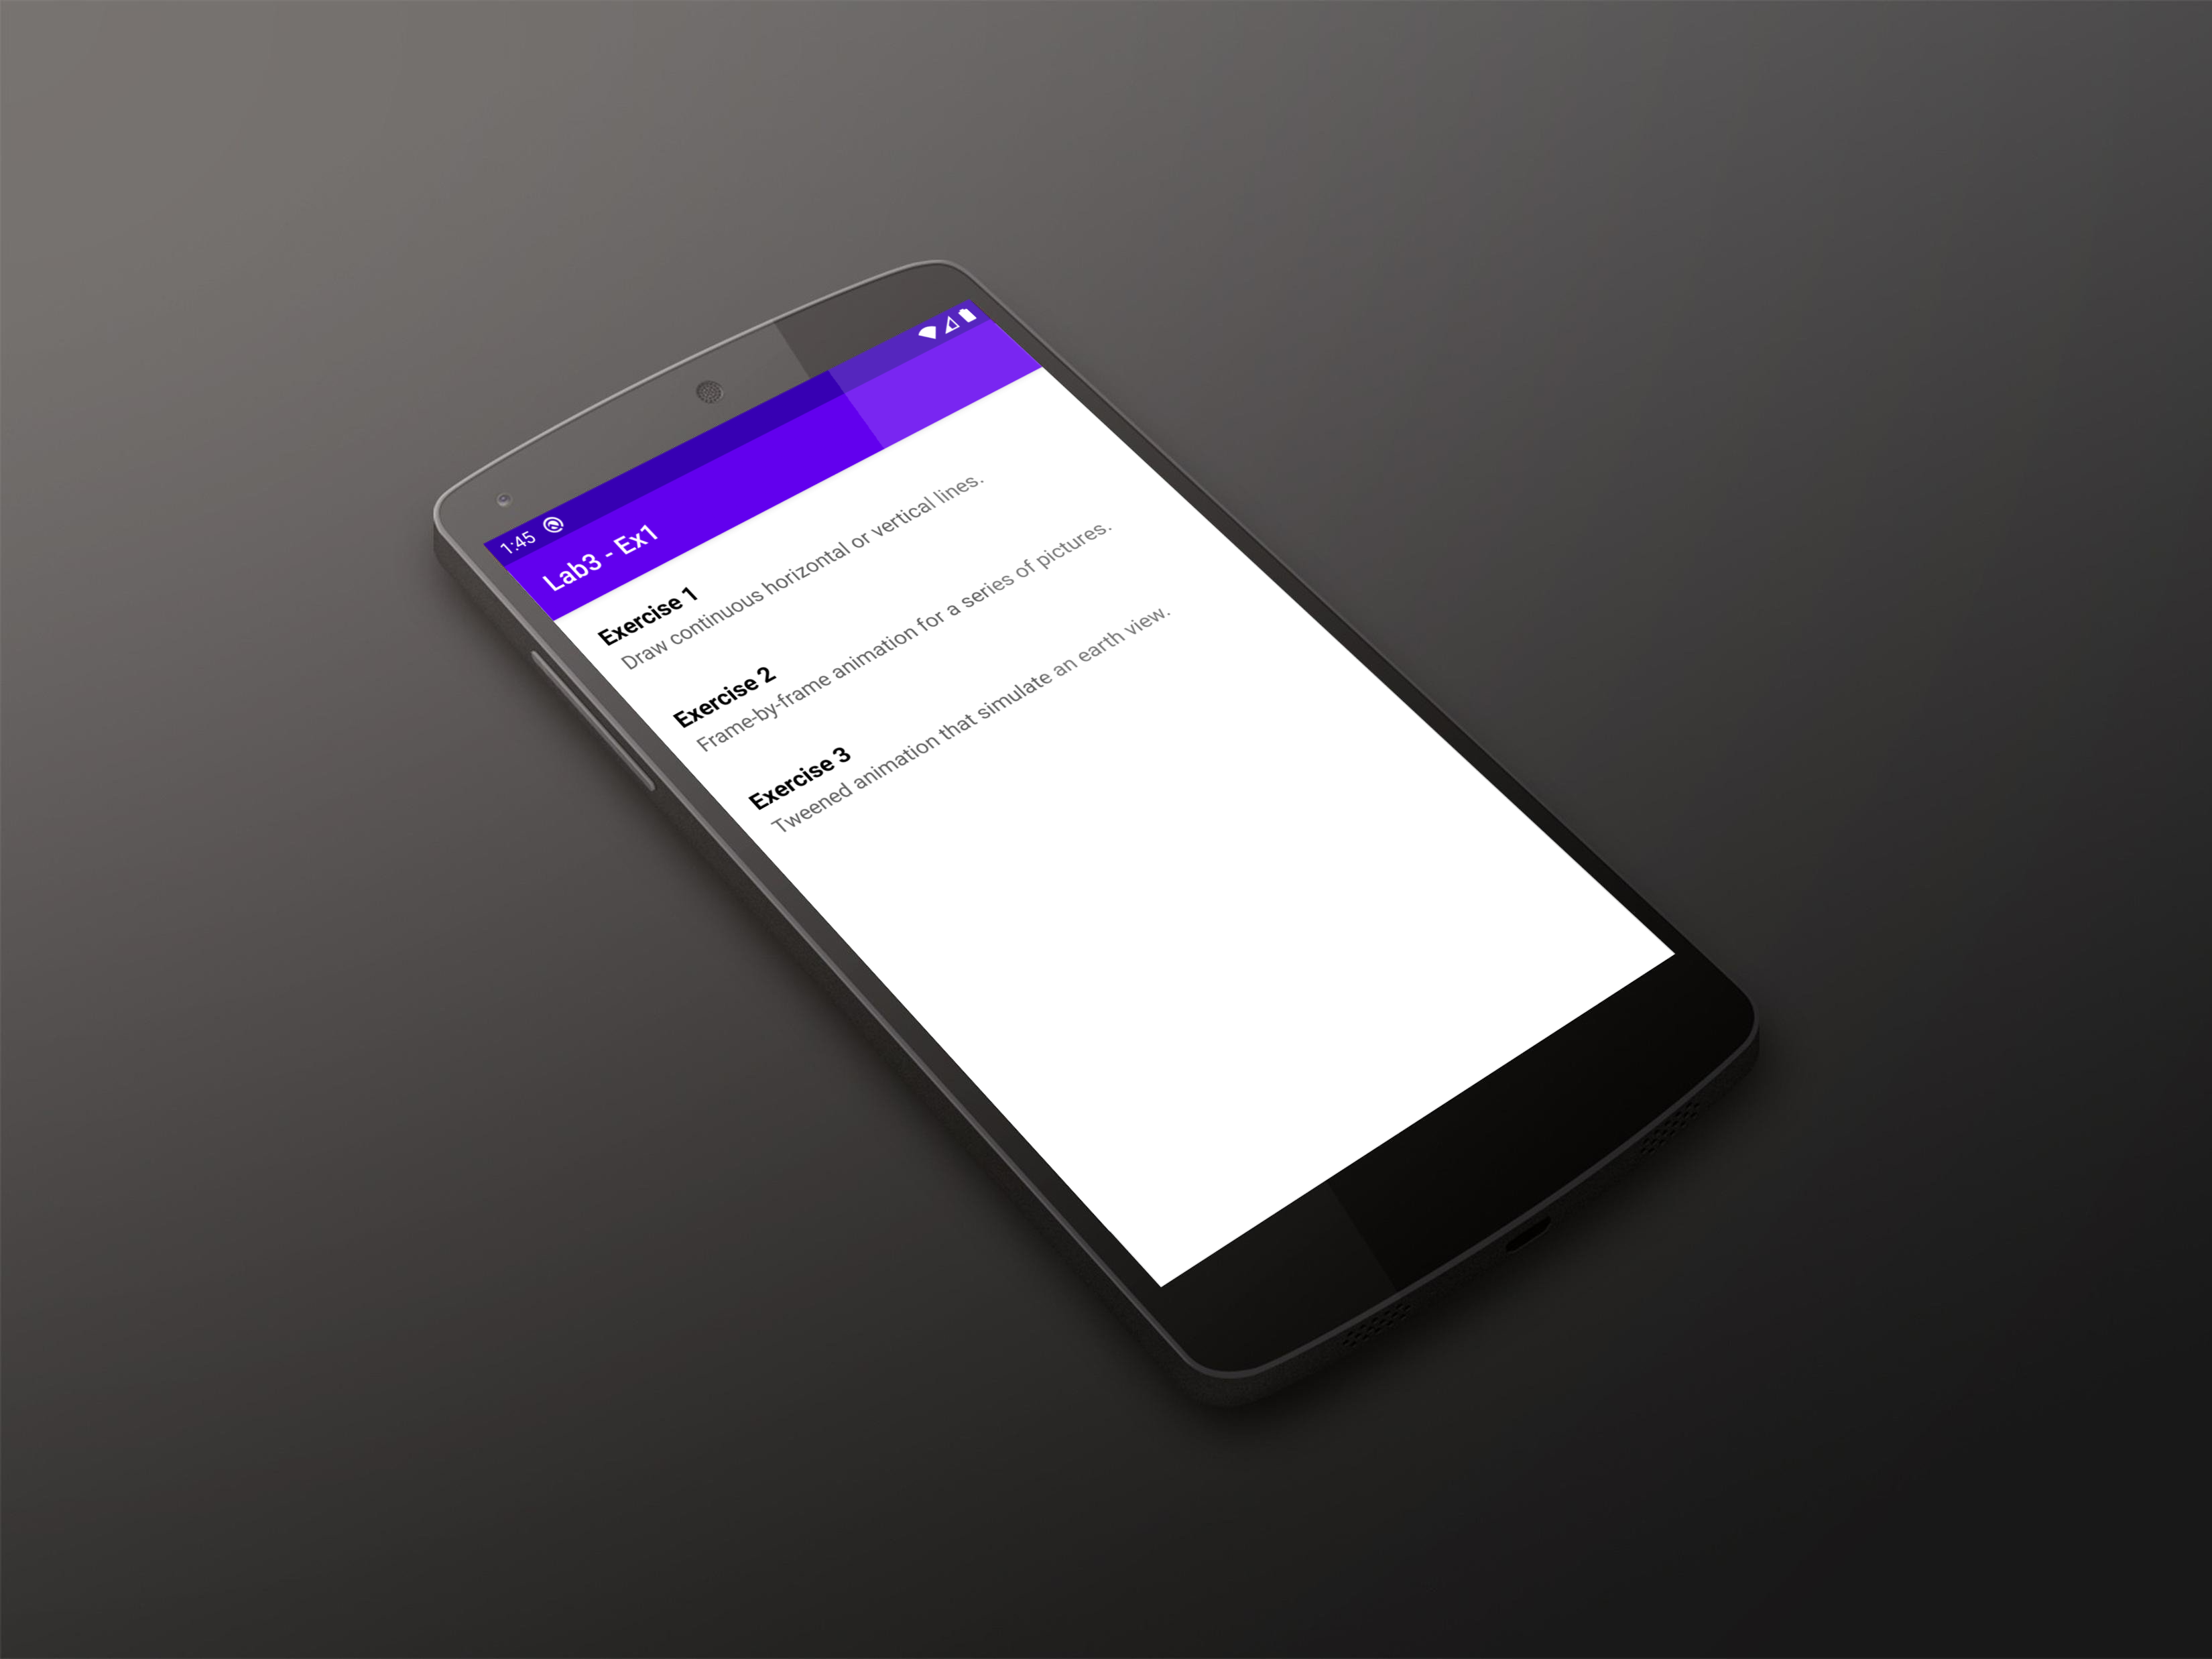 1:45
Lab3 - Ex1
Exercise 1
Draw continuous horizontal or vertical lines.
Exercise 2
Frame-by-frame animation for a series of pictures.
Exercise 3
Tweened animation that simulate an earth view.